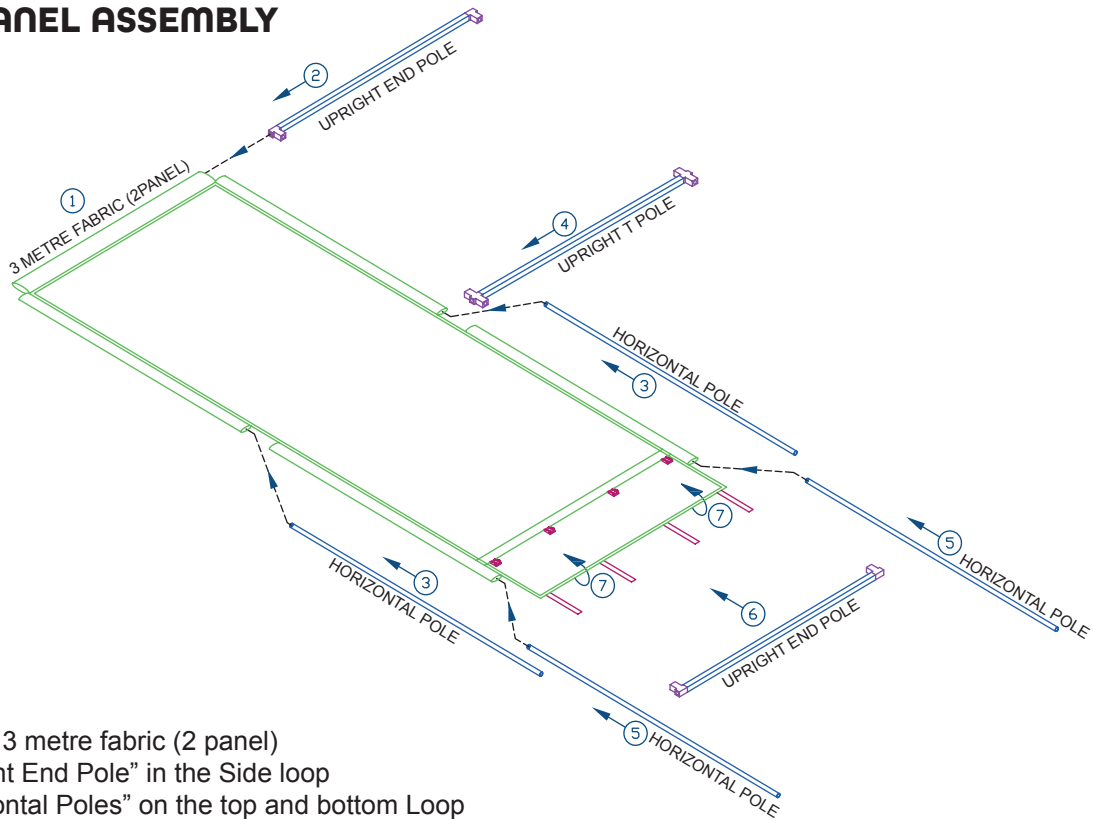 ANEL ASSEMBLY
2
UPRIGHT END POLE
1
3 METRE FABRIC (2PANEL)
4
UPRIGHT T POLE
HORIZONTAL POLE
3
7
5
HORIZONTAL POLE
3
HORIZONTAL POLE
7
6
UPRIGHT END POLE
5
HORIZONTAL POLE
3 metre fabric (2 panel)
nt End Pole” in the Side loop
ontal Poles” on the top and bottom Loop